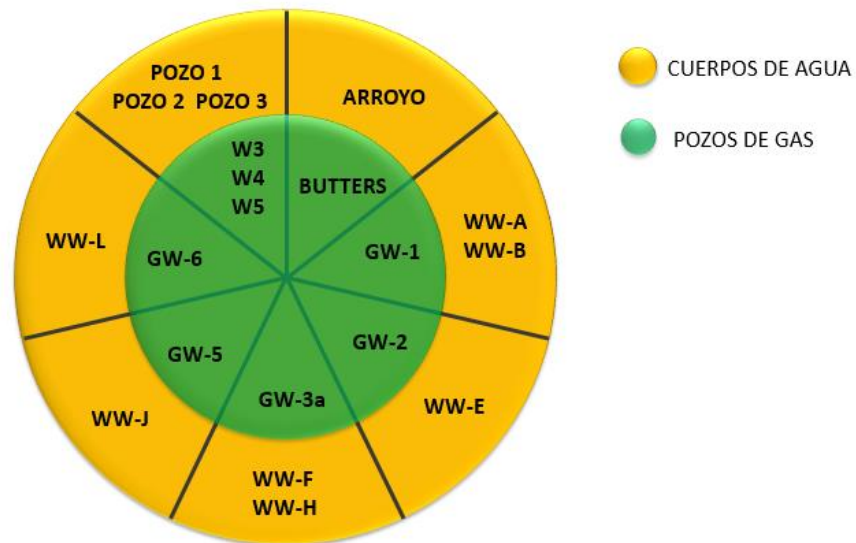 POZO 1
POZO 2 POZO 3
ARROYO
WW-A
WW-B
WW-E
WW-F
WW-H
WW-J
WW-L
W3
W4
W5
BUTTERS
GW-1
GW-2
GW-3a
GW-5
GW-6
CUERPOS DE AGUA
POZOS DE GAS